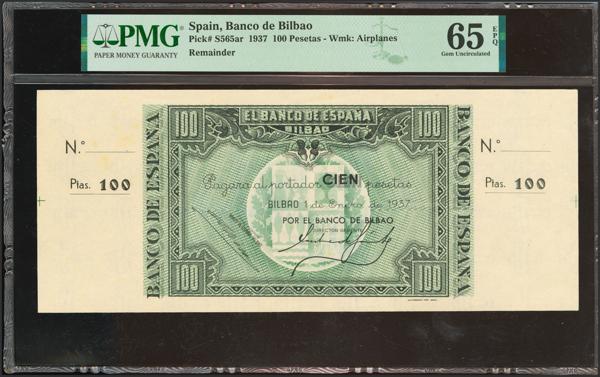 PMG
PAPER MONEY GUARANTY
Spain, Banco de Bilbao
Pick# S565ar 1937 100 Pesetas - Wmk: Airplanes
Remainder
65 EPQ
Gem Uncirculated
EL BANCO DE ESPAÑA
BILBAO
100
100
BANCO DE ESPAÑA
BANCO DE ESPAÑA
N.º
N.º
Pagará al portador CIEN pesetas
Ptas. 100
Ptas. 100
BILBAO 1 de Enero de 1937
POR EL BANCO DE BILBAO
DIRECTOR GERENTE
100
100